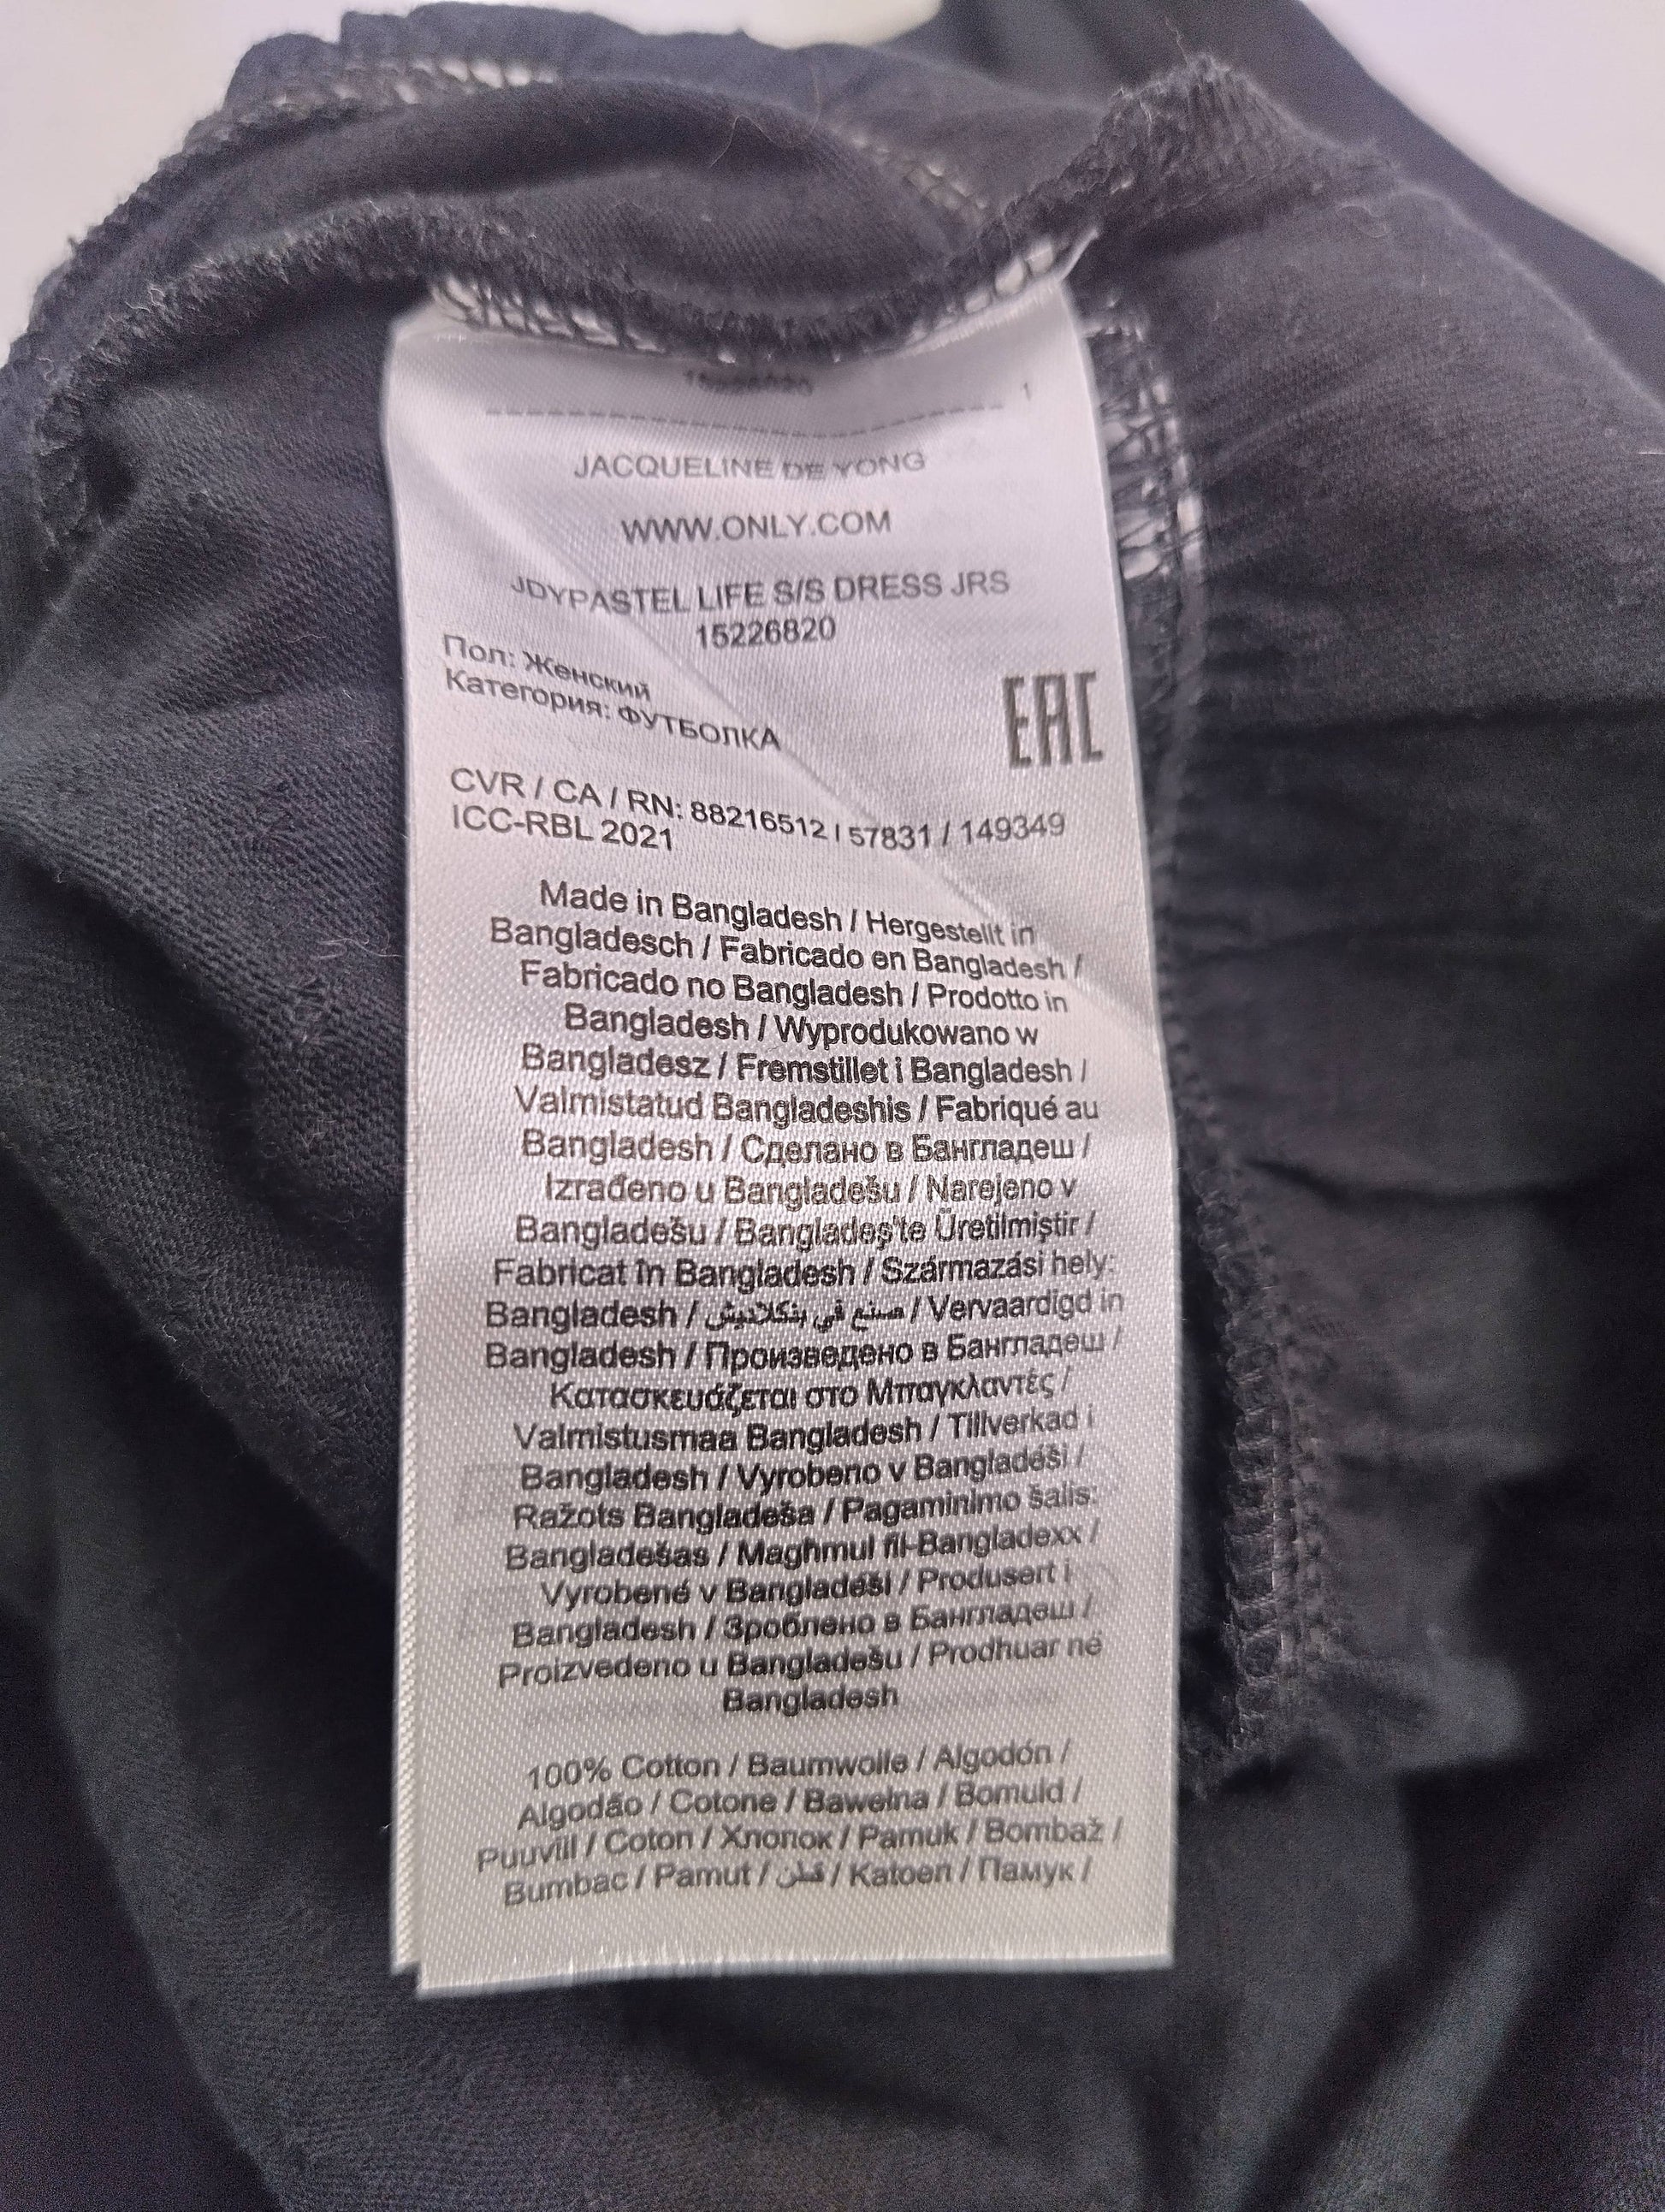 1
JACQUELINE DE YONG
WWW.ONLY.COM
JDYPASTEL LIFE S/S DRESS JRS
15226820
Пол: Женский
Категория: ФУТБОЛКА
EAC
CVR / CA / RN: 88216512 / 57831 / 149349
ICC-RBL 2021
Made in Bangladesh / Hergestellt in
Bangladesch / Fabricado en Bangladesh /
Fabricado no Bangladesh / Prodotto in
Bangladesh / Wyprodukowano w
Bangladesz / Fremstillet i Bangladesh /
Valmistatud Bangladeshis / Fabriqué au
Bangladesh / Сделано в Бангладеш /
Izrađeno u Bangladešu / Narejeno v
Bangladešu / Bangladeş'te Üretilmiştir /
Fabricat în Bangladesh / Származási hely:
Bangladesh / صنع في بنكلاديش / Vervaardigd in
Bangladesh / Произведено в Бангладеш /
Κατασκευάζεται στο Μπαγκλαντές /
Valmistusmaa Bangladesh / Tillverkad i
Bangladesh / Vyrobeno v Bangladéši /
Ražots Bangladeša / Pagaminimo šalis:
Bangladešas / Magħmul fil-Bangladexx /
Vyrobené v Bangladéši / Produsert i
Bangladesh / Зроблено в Бангладеш /
Proizvedeno u Bangladešu / Prodhuar në
Bangladesh
100% Cotton / Baumwolle / Algodón /
Algodão / Cotone / Bawełna / Bomuld /
Puuvill / Coton / Хлопок / Pamuk / Bombaž /
Bumbac / Pamut / قطن / Katoen / Памук /